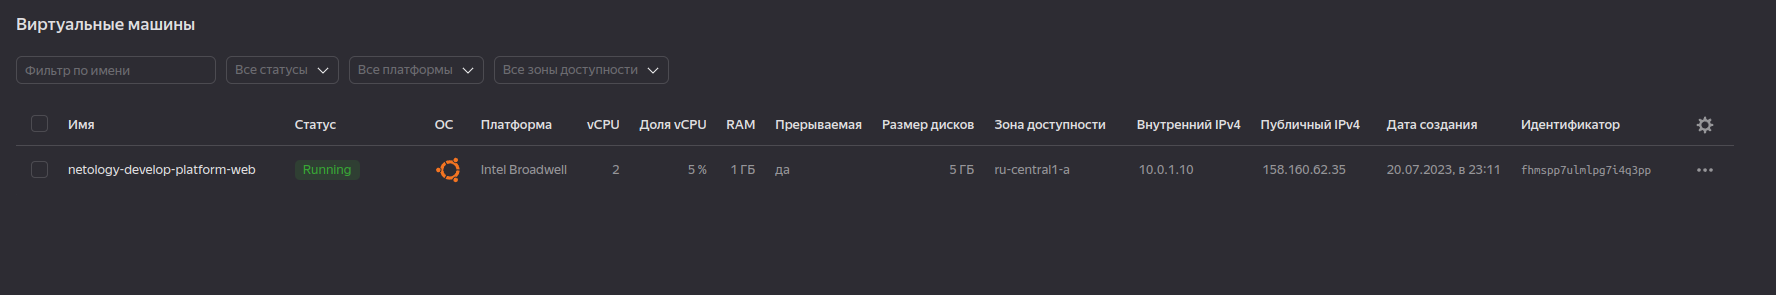 Виртуальные машины
Фильтр по имени Все статусы Все платформы Все зоны доступности
Имя Статус ОС Платформа vCPU Доля vCPU RAM Прерываемая Размер дисков Зона доступности Внутренний IPv4 Публичный IPv4 Дата создания Идентификатор
netology-develop-platform-web Running Intel Broadwell 2 5 % 1 ГБ да 5 ГБ ru-central1-a 10.0.1.10 158.160.62.35 20.07.2023, в 23:11 fhmspp7ulmlpg7i4q3pp